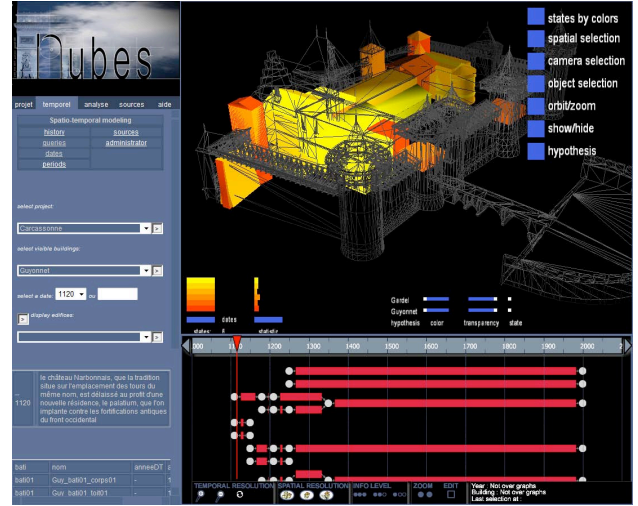 nubes
projet temporel analyse sources aide
Spatio-temporal modeling
history sources
queries administrator
dates
periods
select project:
Carcassonne
select visible buildings:
Guyonnet
select a date: 1120 ou
display edifices:
le château Narbonnais, que la tradition
situe sur l'emplacement des tours du
même nom, est délaissé au profit d'une
nouvelle résidence, le palatium, que l'on
implante contre les fortifications antiques
du front occidental
--
1120
bati nom anneeDT
bati01 Guy_bati01_corps01 -
bati01 Guy_bati01_toit01 -
states by colors
spatial selection
camera selection
object selection
orbit/zoom
show/hide
hypothesis
dates
states:
Gardel
Guyonnet
hypothesis color transparency state
1200 1300 1400 1500 1600 1700 1800 1900 2000
TEMPORAL RESOLUTION SPATIAL RESOLUTION INFO LEVEL ZOOM EDIT
Year : Not over graphs
Building : Not over graphs
Last selection at :